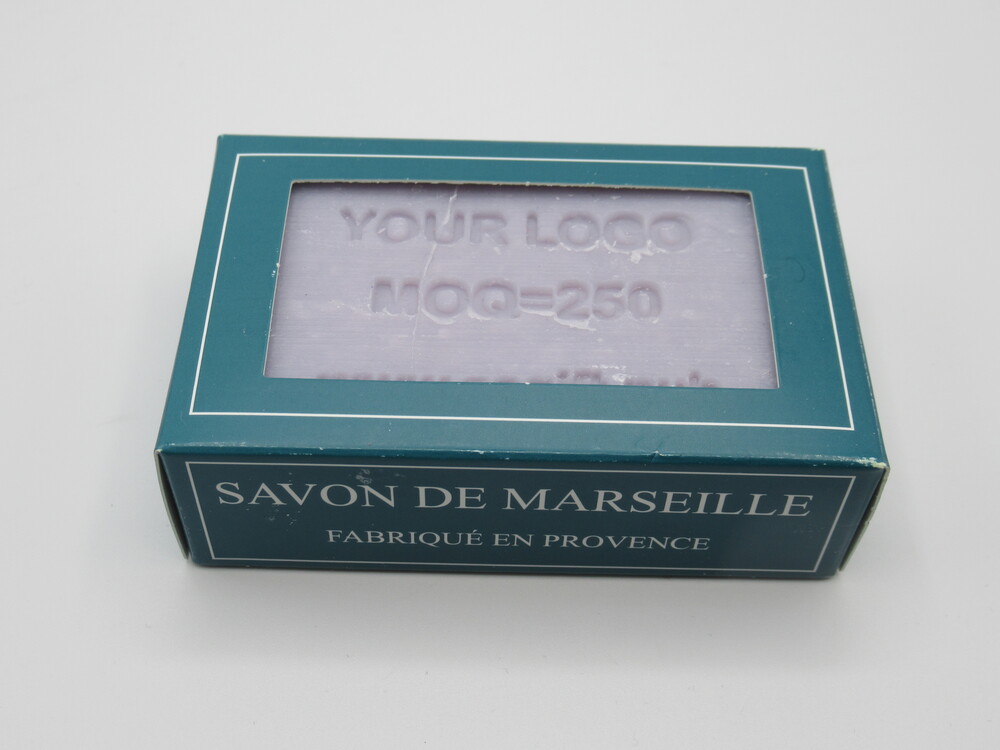 YOUR LOGO
MOQ=250
SAVON DE MARSEILLE
FABRIQUÉ EN PROVENCE